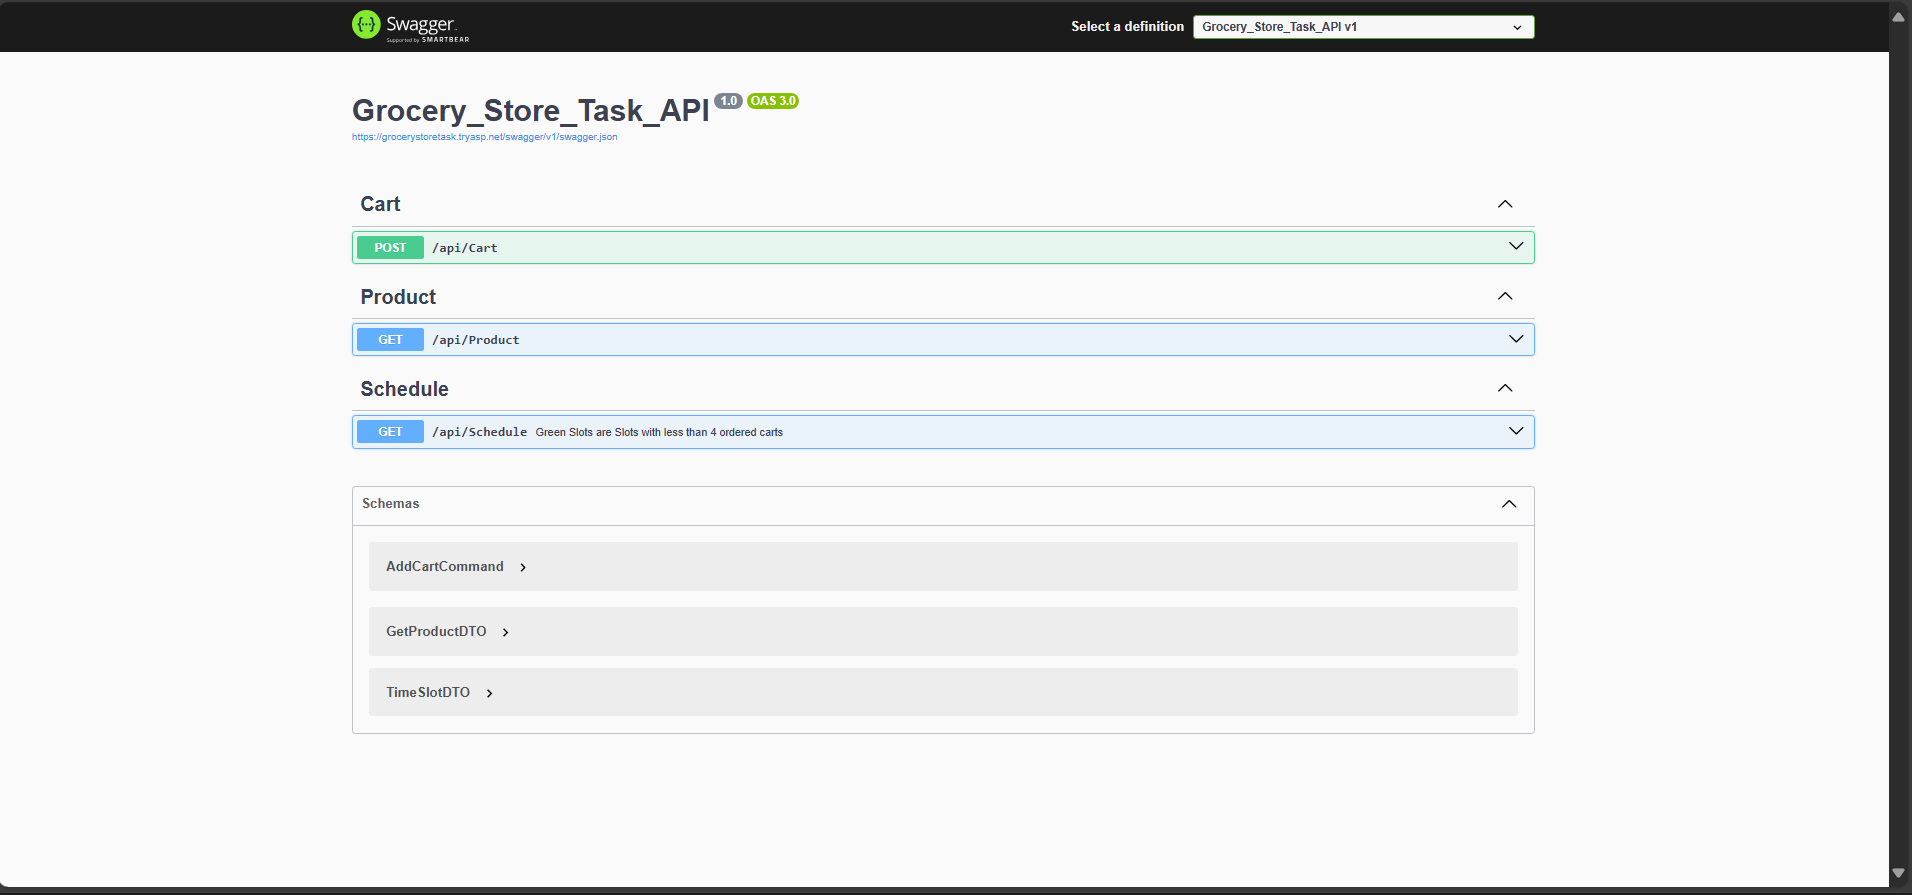 Swagger
Supported by SMARTBEAR
Select a definition
Grocery_Store_Task_API v1
Grocery_Store_Task_API 1.0 OAS 3.0
https://grocerystoretask.tryasp.net/swagger/v1/swagger.json
Cart
POST /api/Cart
Product
GET /api/Product
Schedule
GET /api/Schedule Green Slots are Slots with less than 4 ordered carts
Schemas
AddCartCommand
GetProductDTO
TimeSlotDTO